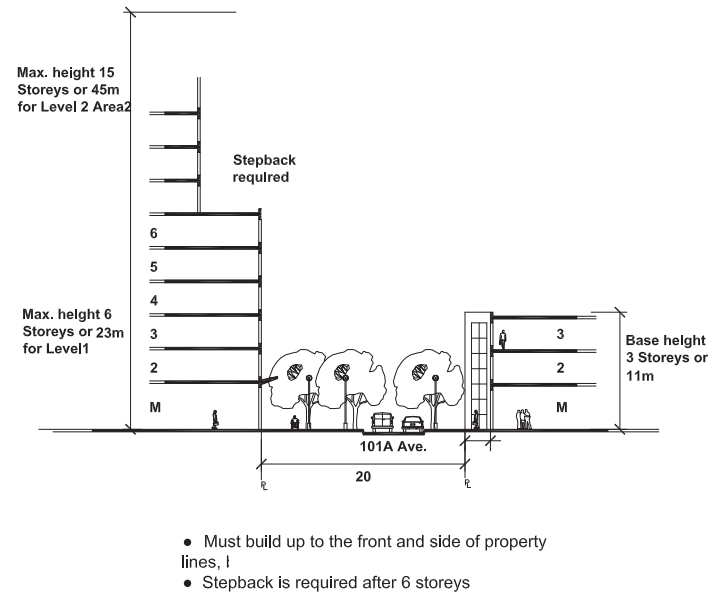 Max. height 15
Storeys or 45m
for Level 2 Area2
Stepback
required
6
5
4
3
2
M
Max. height 6
Storeys or 23m
for Level1
3
2
M
Base height
3 Storeys or
11m
101A Ave.
20
PL
PL
● Must build up to the front and side of property
lines,
● Stepback is required after 6 storeys